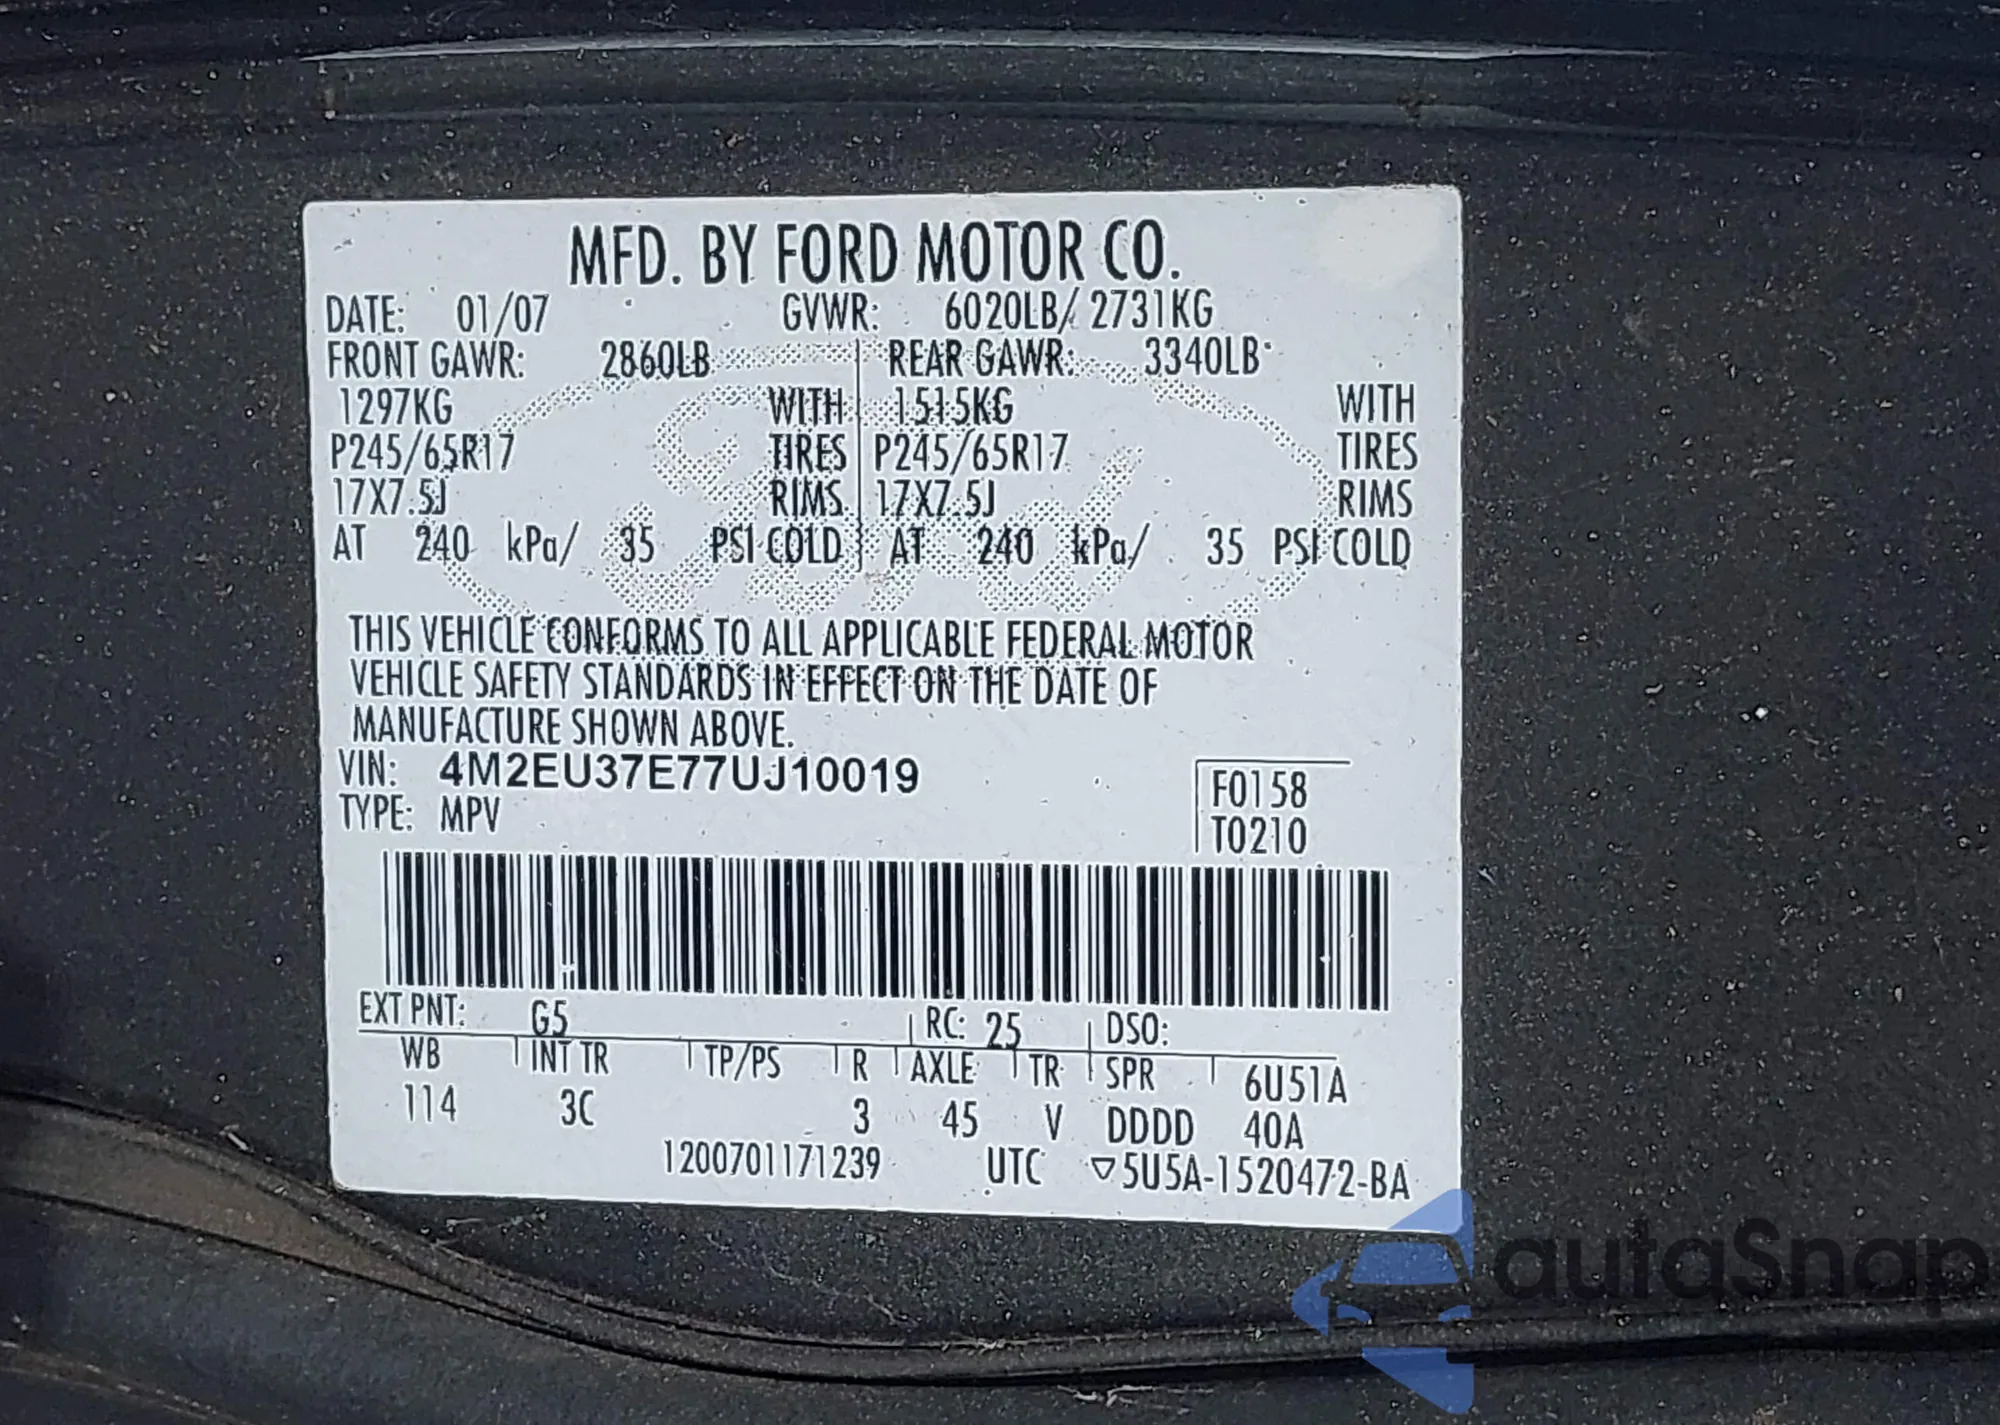 MFD. BY FORD MOTOR CO.
DATE: 01/07 GVWR: 6020LB/ 2731KG
FRONT GAWR: 2860LB REAR GAWR: 3340LB
1297KG WITH 1515KG WITH
P245/65R17 TIRES P245/65R17 TIRES
17X7.5J RIMS 17X7.5J RIMS
AT 240 kPa/ 35 PSI COLD AT 240 kPa/ 35 PSI COLD
Ford
THIS VEHICLE CONFORMS TO ALL APPLICABLE FEDERAL MOTOR
VEHICLE SAFETY STANDARDS IN EFFECT ON THE DATE OF
MANUFACTURE SHOWN ABOVE.
VIN: 4M2EU37E77UJ10019
TYPE: MPV
F0158
T0210
EXT PNT: G5 RC: 25 DSO:
WB INT TR TP/PS R AXLE TR SPR 6U51A
114 3C 3 45 V DDDD 40A
1200701171239 UTC ▽5U5A-1520472-BA
autaSnap